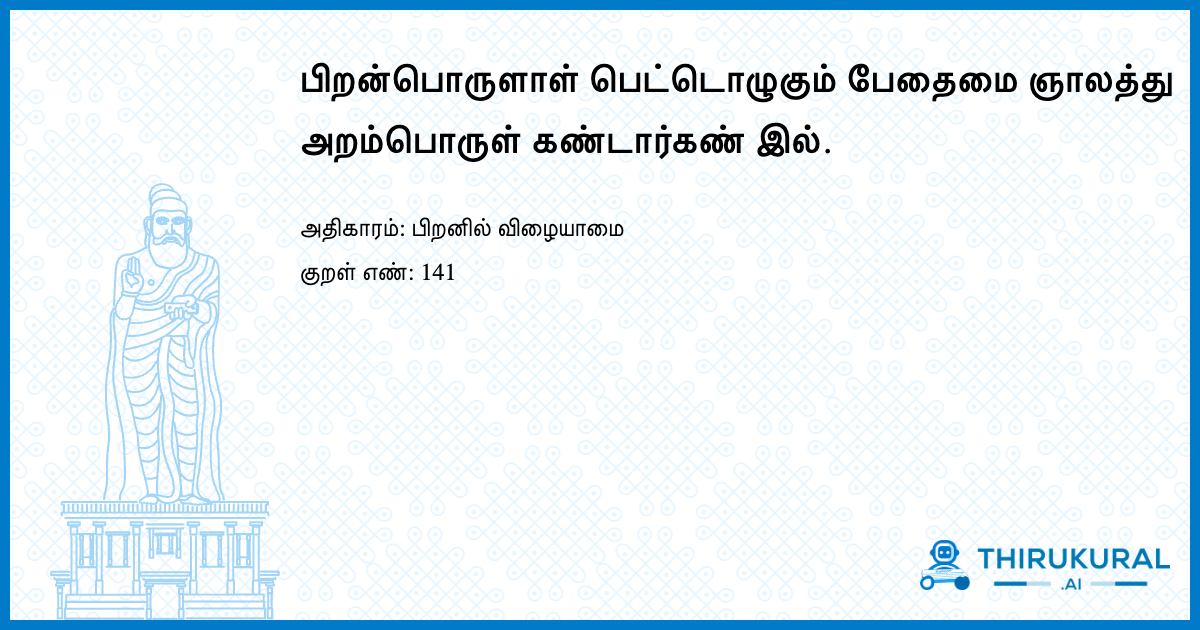 பிறன்பொருளாள் பெட்டொழுகும் பேதைமை ஞாலத்து
அறம்பொருள் கண்டார்கண் இல்.
அதிகாரம்: பிறனில் விழையாமை
குறள் எண்: 141
THIRUKURAL
.AI